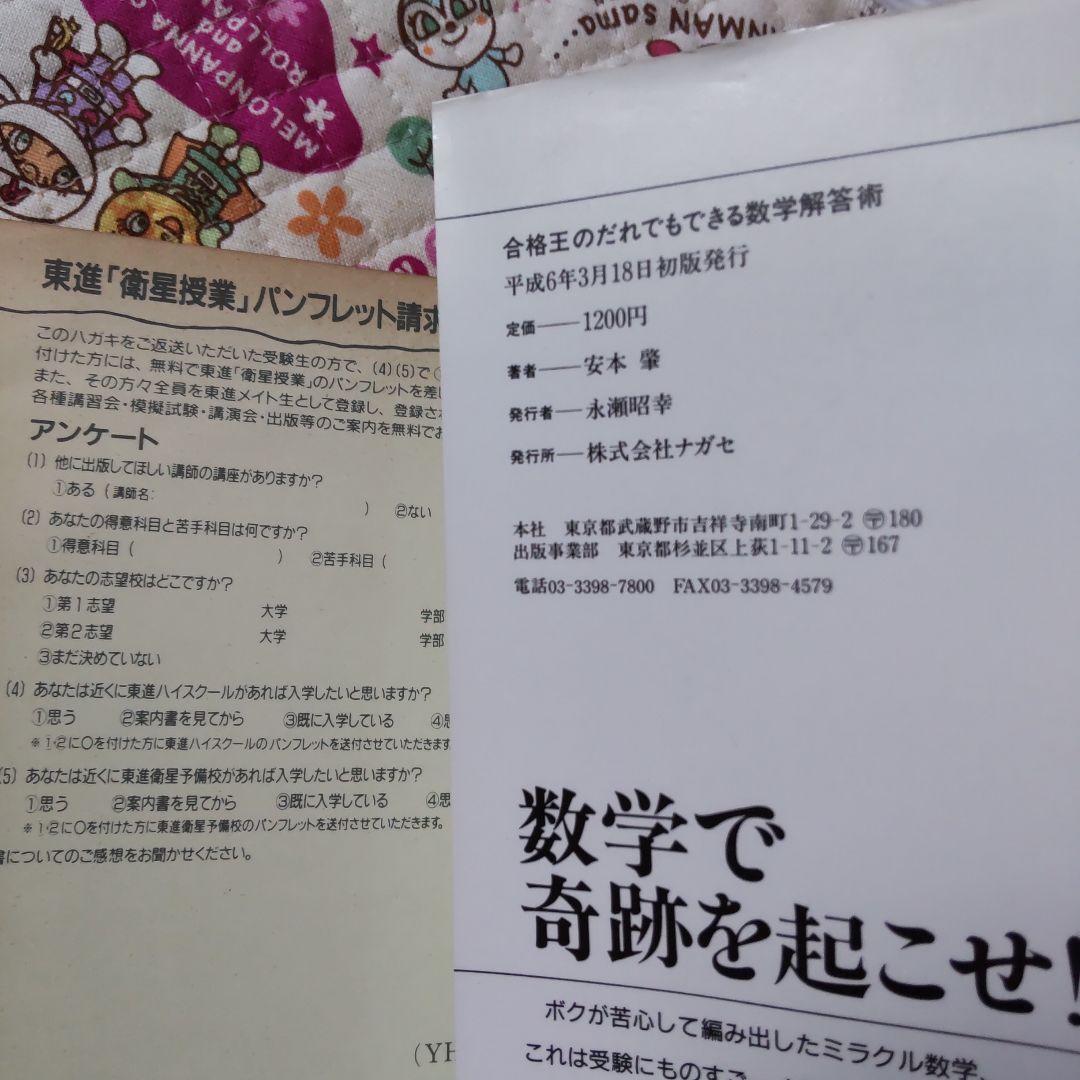 MELONPANNA
and
ROLLPA
NMAN sama...
東進「衛星授業」パンフレット請求
このハガキをご返送いただいた受験生の方で、(4)(5)で①
付けた方には、無料で東進「衛星授業」のパンフレットを差し
また、その方々全員を東進メイト生として登録し、登録され
各種講習会・模擬試験・講演会・出版等のご案内を無料でお
アンケート
(1) 他に出版してほしい講師の講座がありますか?
①ある (講師名: ) ②ない
(2) あなたの得意科目と苦手科目は何ですか?
①得意科目 ( ) ②苦手科目 (
(3) あなたの志望校はどこですか?
①第1志望 大学 学部
②第2志望 大学 学部
③まだ決めていない
(4) あなたは近くに東進ハイスクールがあれば入学したいと思いますか?
①思う ②案内書を見てから ③既に入学している ④思
※①・②に○を付けた方に東進ハイスクールのパンフレットを送付させていただきます
(5) あなたは近くに東進衛星予備校があれば入学したいと思いますか?
①思う ②案内書を見てから ③既に入学している ④思
※①・②に○を付けた方に東進衛星予備校のパンフレットを送付させていただきます。
書についてのご感想をお聞かせください。
(YH
合格王のだれでもできる数学解答術
平成6年3月18日初版発行
定価――1200円
著者――安本 肇
発行者――永瀬昭幸
発行所――株式会社ナガセ
本社 東京都武蔵野市吉祥寺南町1-29-2 〶180
出版事業部 東京都杉並区上荻1-11-2 〶167
電話03-3398-7800 FAX03-3398-4579
数学で
奇跡を起こせ!
ボクが苦心して編み出したミラクル数学、
これは受験にものすご